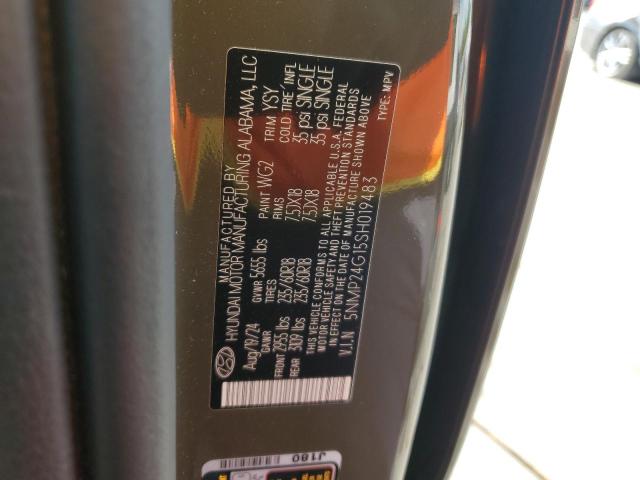 MANUFACTURED BY
HYUNDAI MOTOR MANUFACTURING ALABAMA, LLC
Aug/19/24 GVWR 5655 lbs PAINT WG2 TRIM YSY
GAWR TIRES RIMS COLD TIRE INFL
FRONT 2955 lbs 235/60R18 7.5JX18 35 psi SINGLE
REAR 3109 lbs 235/60R18 7.5JX18 35 psi SINGLE
THIS VEHICLE CONFORMS TO ALL APPLICABLE U.S.A. FEDERAL
MOTOR VEHICLE SAFETY AND THEFT PREVENTION STANDARDS
IN EFFECT ON THE DATE OF MANUFACTURE SHOWN ABOVE
V.I.N 5NMP24G15SH019483 TYPE: MPV
J180